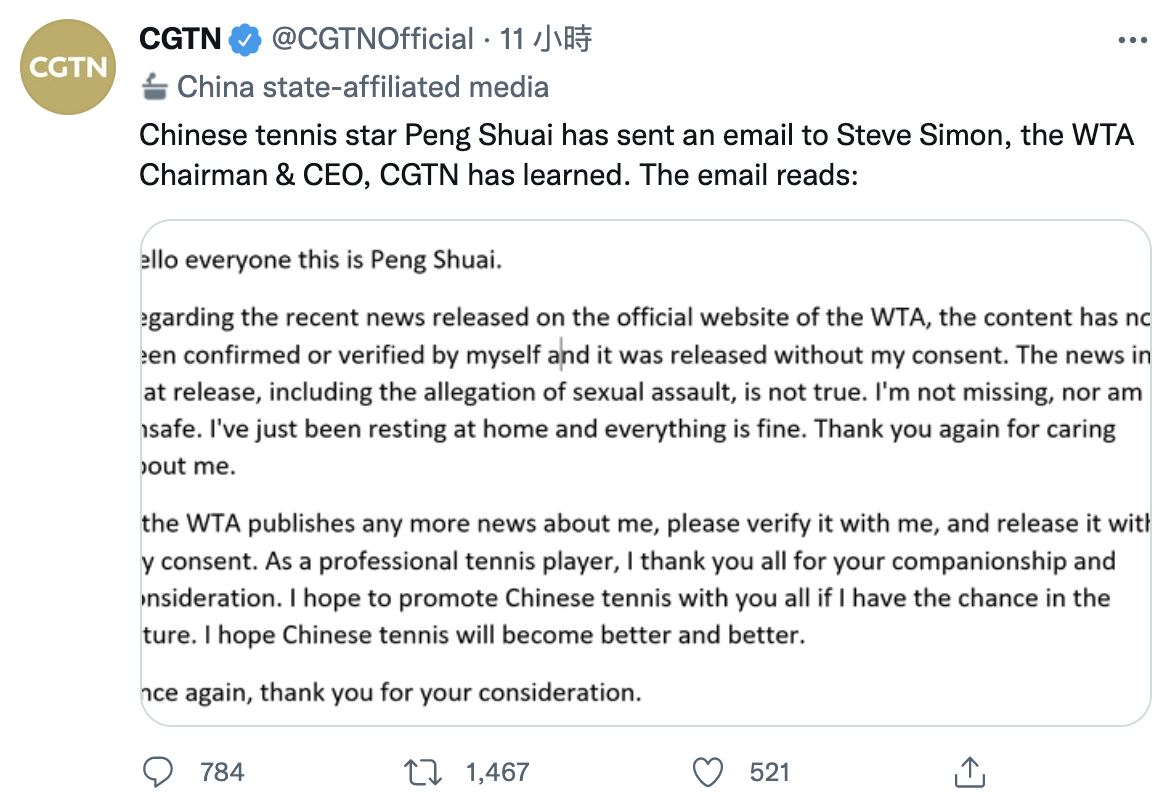 CGTN
CGTN @CGTNOfficial · 11 小時
China state-affiliated media
Chinese tennis star Peng Shuai has sent an email to Steve Simon, the WTA
Chairman & CEO, CGTN has learned. The email reads:
ello everyone this is Peng Shuai.
egarding the recent news released on the official website of the WTA, the content has no
een confirmed or verified by myself and it was released without my consent. The news in
at release, including the allegation of sexual assault, is not true. I'm not missing, nor am
nsafe. I've just been resting at home and everything is fine. Thank you again for caring
bout me.
the WTA publishes any more news about me, please verify it with me, and release it with
y consent. As a professional tennis player, I thank you all for your companionship and
onsideration. I hope to promote Chinese tennis with you all if I have the chance in the
ture. I hope Chinese tennis will become better and better.
nce again, thank you for your consideration.
784 1,467 521